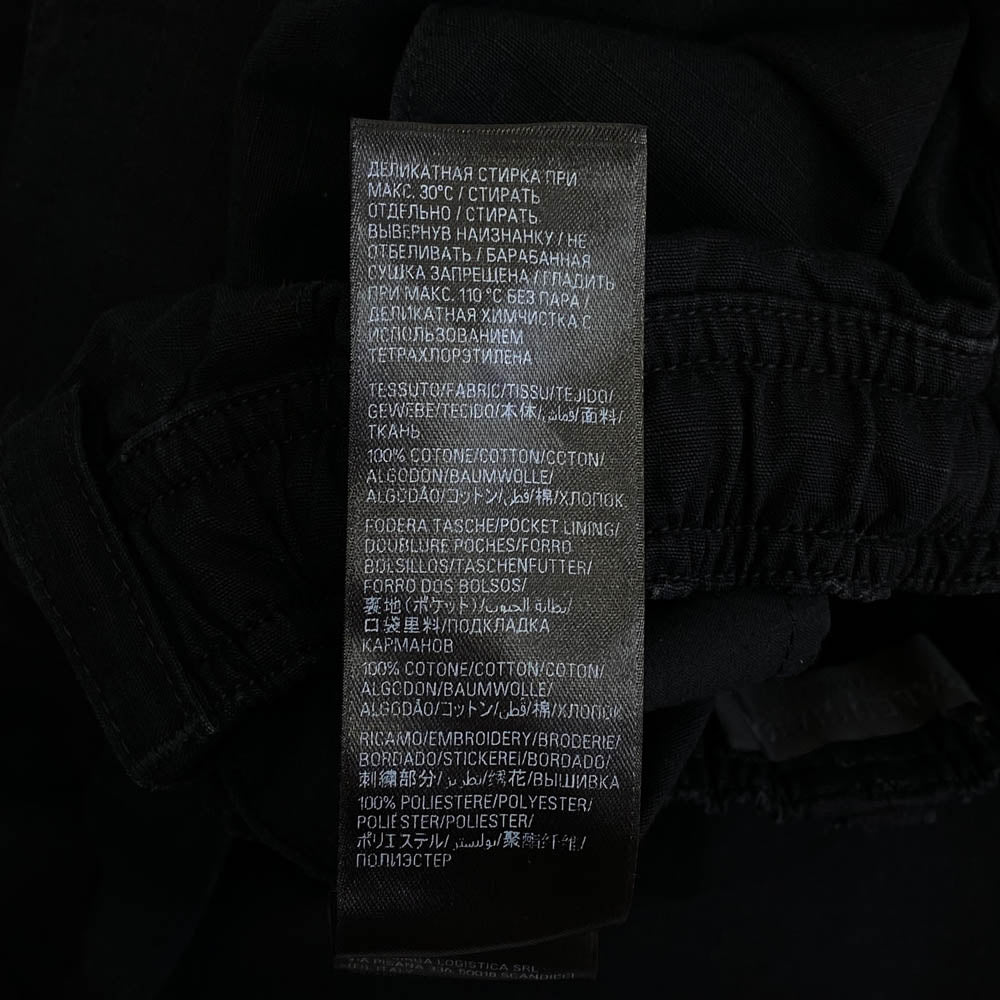 ДЕЛИКАТНАЯ СТИРКА ПРИ
МАКС. 30°C / СТИРАТЬ
ОТДЕЛЬНО / СТИРАТЬ
ВЫВЕРНУВ НАИЗНАНКУ / НЕ
ОТБЕЛИВАТЬ / БАРАБАННАЯ
СУШКА ЗАПРЕЩЕНА / ГЛАДИТЬ
ПРИ МАКС. 110 °C БЕЗ ПАРА /
ДЕЛИКАТНАЯ ХИМЧИСТКА С
ИСПОЛЬЗОВАНИЕМ
ТЕТРАХЛОРЭТИЛЕНА
TESSUTO/FABRIC/TISSU/TEJIDO/
GEWEBE/TECIDO/本体/قماش/面料/
ТКАНЬ
100% COTONE/COTTON/COTON/
ALGODON/BAUMWOLLE/
ALGODÃO/コットン/قطن/棉/ХЛОПОК
FODERA TASCHE/POCKET LINING/
DOUBLURE POCHES/FORRO
BOLSILLOS/TASCHENFUTTER/
FORRO DOS BOLSOS/
裏地(ポケット)/بطانة الجيوب/
口袋里料/ПОДКЛАДКА
КАРМАНОВ
100% COTONE/COTTON/COTON/
ALGODON/BAUMWOLLE/
ALGODÃO/コットン/قطن/棉/ХЛОПОК
RICAMO/EMBROIDERY/BRODERIE/
BORDADO/STICKEREI/BORDADO/
刺繍部分/تطريز/绣花/ВЫШИВКА
100% POLIESTERE/POLYESTER/
POLIÉSTER/POLIESTER/
ポリエステル/بوليستر/聚酯纤维/
ПОЛИЭСТЕР
LOGISTICA SRL
50018 SCANDICCI